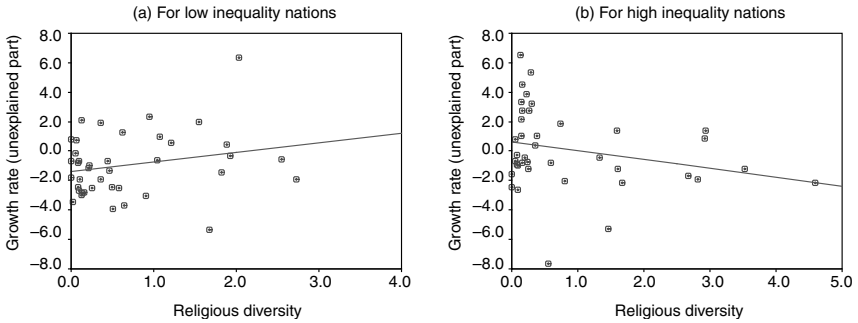 (a) For low inequality nations
Growth rate (unexplained part)
8.0
6.0
4.0
2.0
0.0
–2.0
–4.0
–6.0
–8.0
0.0 1.0 2.0 3.0 4.0
Religious diversity
(b) For high inequality nations
Growth rate (unexplained part)
8.0
6.0
4.0
2.0
0.0
–2.0
–4.0
–6.0
–8.0
0.0 1.0 2.0 3.0 4.0 5.0
Religious diversity